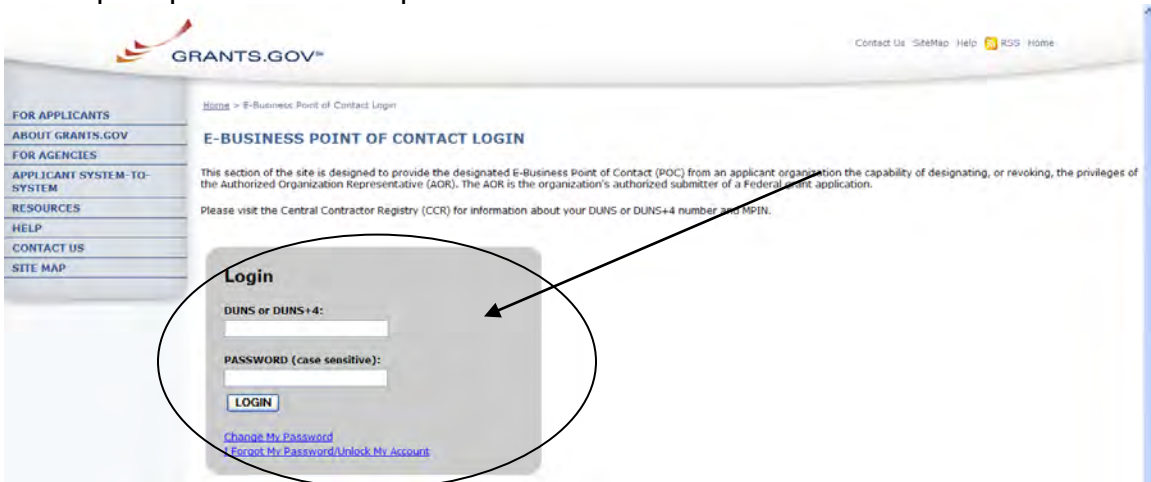 GRANTS.GOV℠
Contact Us SiteMap Help RSS Home
Home > E-Business Point of Contact Login
FOR APPLICANTS
ABOUT GRANTS.GOV
FOR AGENCIES
APPLICANT SYSTEM-TO-
SYSTEM
RESOURCES
HELP
CONTACT US
SITE MAP
E-BUSINESS POINT OF CONTACT LOGIN
This section of the site is designed to provide the designated E-Business Point of Contact (POC) from an applicant organization the capability of designating, or revoking, the privileges of
the Authorized Organization Representative (AOR). The AOR is the organization's authorized submitter of a Federal grant application.
Please visit the Central Contractor Registry (CCR) for information about your DUNS or DUNS+4 number and MPIN.
Login
DUNS or DUNS+4:
PASSWORD (case sensitive):
LOGIN
Change My Password
I Forgot My Password/Unlock My Account